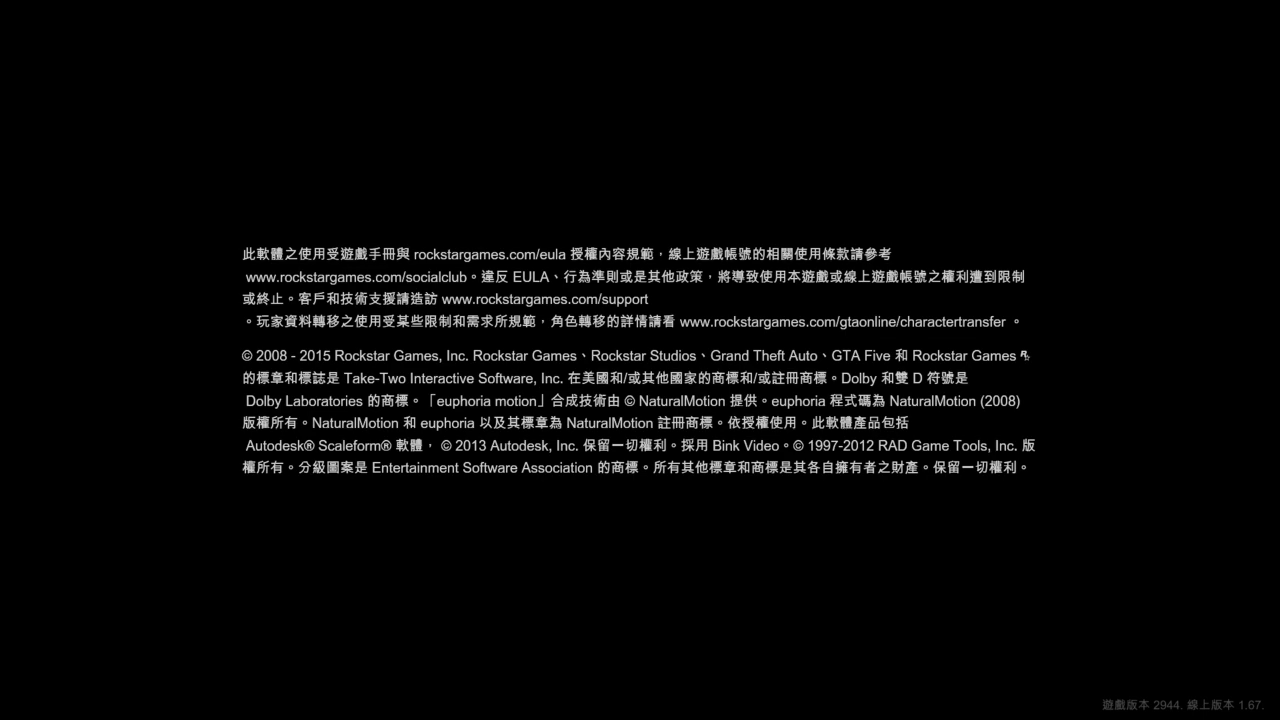 此軟體之使用受遊戲手冊與 rockstargames.com/eula 授權內容規範，線上遊戲帳號的相關使用條款請參考
www.rockstargames.com/socialclub。違反 EULA、行為準則或是其他政策，將導致使用本遊戲或線上遊戲帳號之權利遭到限制
或終止。客戶和技術支援請造訪 www.rockstargames.com/support
。玩家資料轉移之使用受某些限制和需求所規範，角色轉移的詳情請看 www.rockstargames.com/gtaonline/charactertransfer 。
© 2008 - 2015 Rockstar Games, Inc. Rockstar Games、Rockstar Studios、Grand Theft Auto、GTA Five 和 Rockstar Games R*
的標章和標誌是 Take-Two Interactive Software, Inc. 在美國和/或其他國家的商標和/或註冊商標。Dolby 和雙 D 符號是
Dolby Laboratories 的商標。「euphoria motion」合成技術由 © NaturalMotion 提供。euphoria 程式碼為 NaturalMotion (2008)
版權所有。NaturalMotion 和 euphoria 以及其標章為 NaturalMotion 註冊商標。依授權使用。此軟體產品包括
Autodesk® Scaleform® 軟體， © 2013 Autodesk, Inc. 保留一切權利。採用 Bink Video。© 1997-2012 RAD Game Tools, Inc. 版
權所有。分級圖案是 Entertainment Software Association 的商標。所有其他標章和商標是其各自擁有者之財產。保留一切權利。
遊戲版本 2944. 線上版本 1.67.